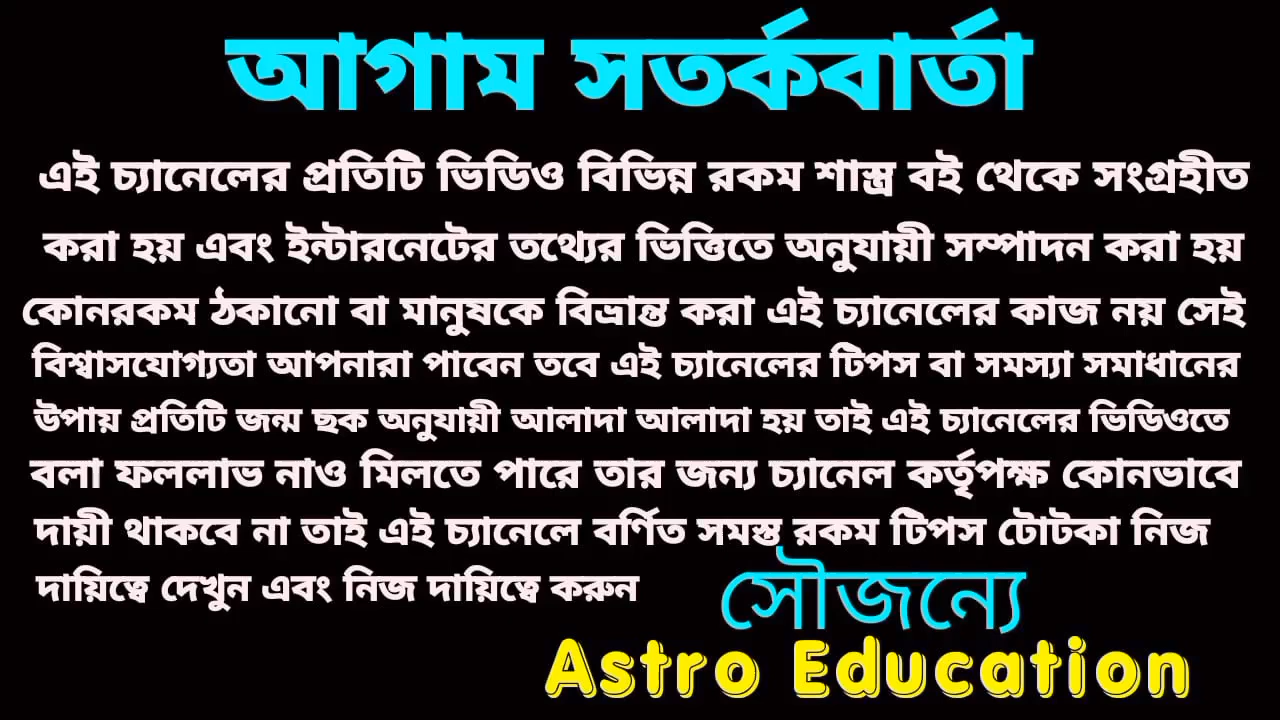 আগাম সতর্কবার্তা
এই চ্যানেলের প্রতিটি ভিডিও বিভিন্ন রকম শাস্ত্র বই থেকে সংগ্রহীত
করা হয় এবং ইন্টারনেটের তথ্যের ভিত্তিতে অনুযায়ী সম্পাদন করা হয়
কোনরকম ঠকানো বা মানুষকে বিভ্রান্ত করা এই চ্যানেলের কাজ নয় সেই
বিশ্বাসযোগ্যতা আপনারা পাবেন তবে এই চ্যানেলের টিপস বা সমস্যা সমাধানের
উপায় প্রতিটি জন্ম ছক অনুযায়ী আলাদা আলাদা হয় তাই এই চ্যানেলের ভিডিওতে
বলা ফললাভ নাও মিলতে পারে তার জন্য চ্যানেল কর্তৃপক্ষ কোনভাবে
দায়ী থাকবে না তাই এই চ্যানেলে বর্ণিত সমস্ত রকম টিপস টোটকা নিজ
দায়িত্বে দেখুন এবং নিজ দায়িত্বে করুন
সৌজন্যে
Astro Education